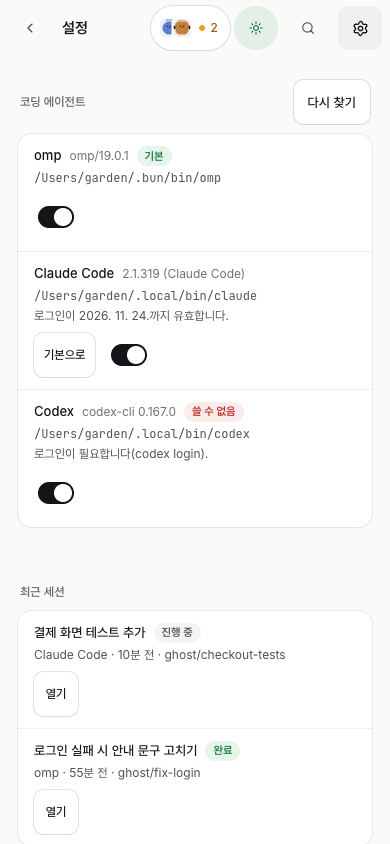 설정
2
코딩 에이전트
다시 찾기
omp omp/19.0.1 기본
/Users/garden/.bun/bin/omp
Claude Code 2.1.319 (Claude Code)
/Users/garden/.local/bin/claude
로그인이 2026. 11. 24.까지 유효합니다.
기본으로
Codex codex-cli 0.167.0 쓸 수 없음
/Users/garden/.local/bin/codex
로그인이 필요합니다(codex login).
최근 세션
결제 화면 테스트 추가 진행 중
Claude Code · 10분 전 · ghost/checkout-tests
열기
로그인 실패 시 안내 문구 고치기 완료
omp · 55분 전 · ghost/fix-login
열기